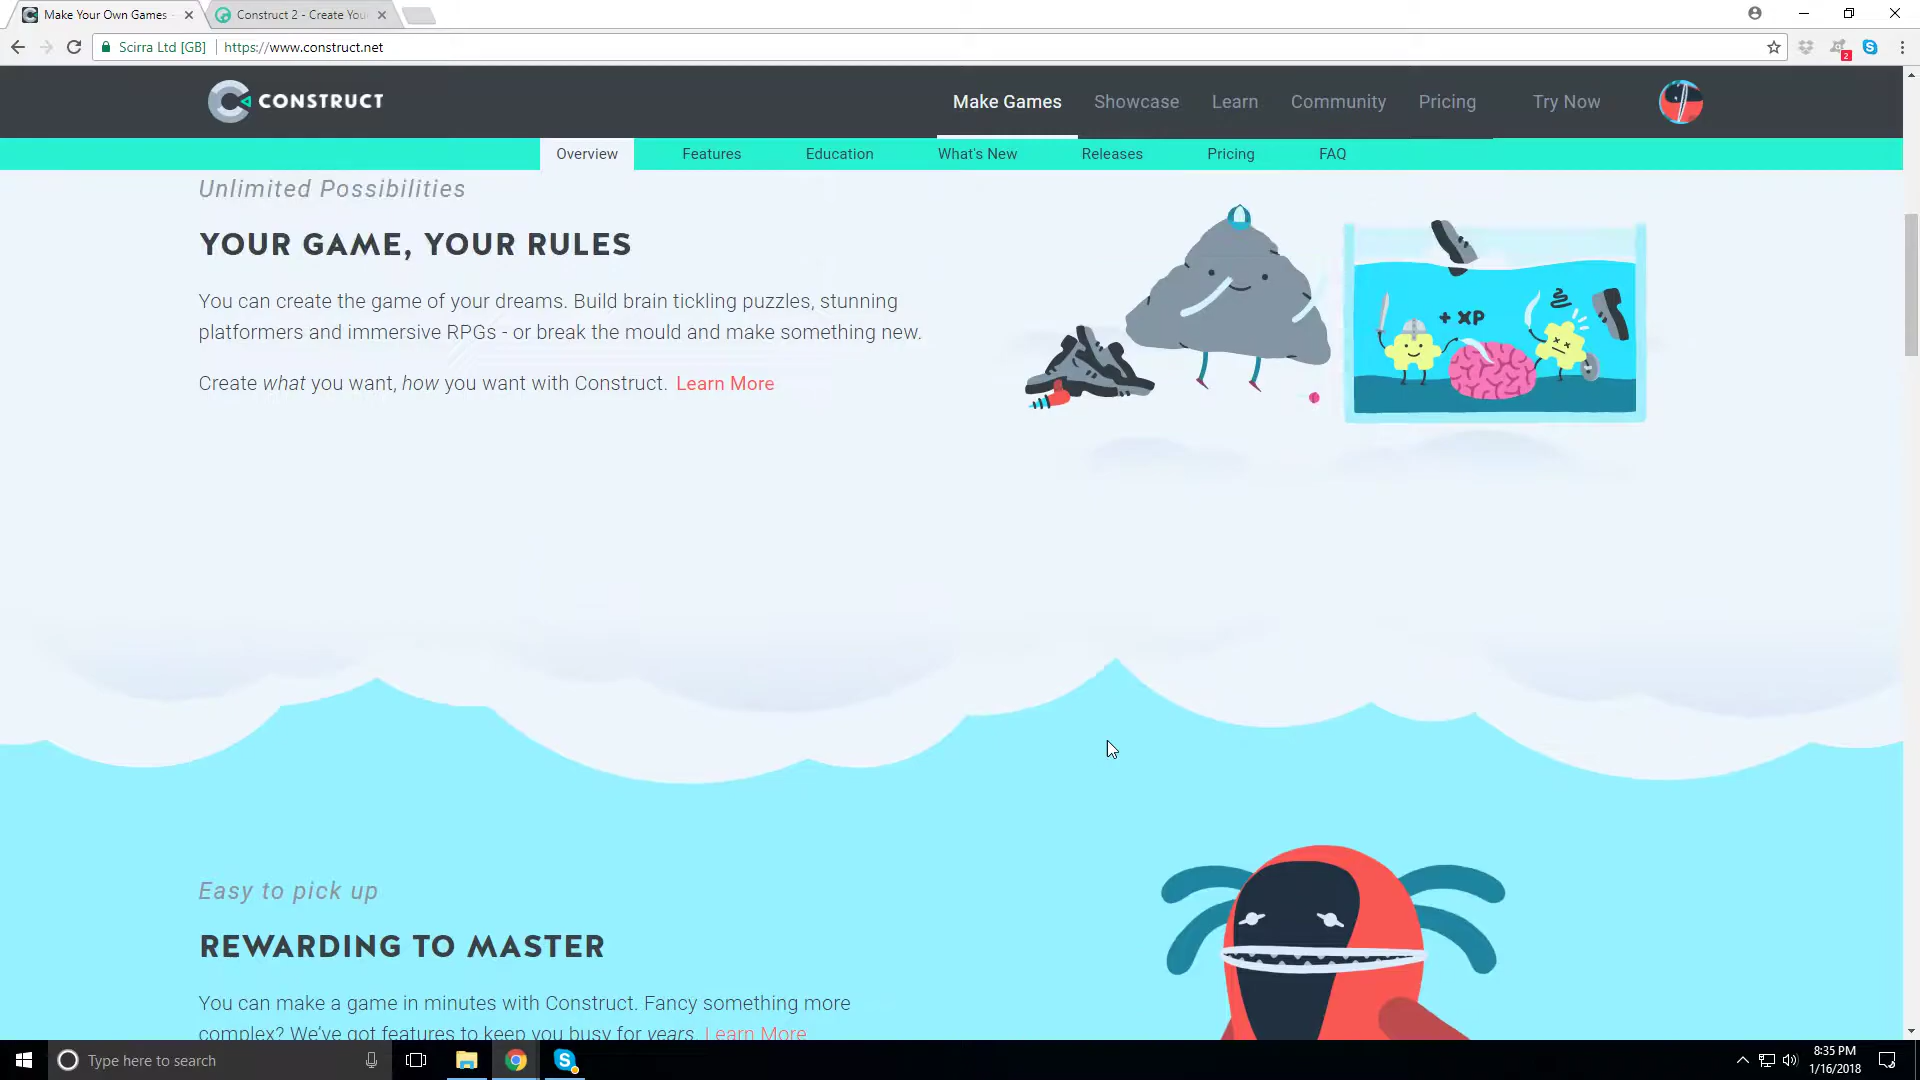 Make Your Own Games -
Construct 2 - Create You
Scirra Ltd [GB]
https://www.construct.net
2
CONSTRUCT
Make Games
Showcase
Learn
Community
Pricing
Try Now
Overview
Features
Education
What's New
Releases
Pricing
FAQ
Unlimited Possibilities
YOUR GAME, YOUR RULES
You can create the game of your dreams. Build brain tickling puzzles, stunning
platformers and immersive RPGs - or break the mould and make something new.
Create what you want, how you want with Construct. Learn More
+ XP
Easy to pick up
REWARDING TO MASTER
You can make a game in minutes with Construct. Fancy something more
complex? We've got features to keep you busy for years. Learn More
Type here to search
8:35 PM
1/16/2018